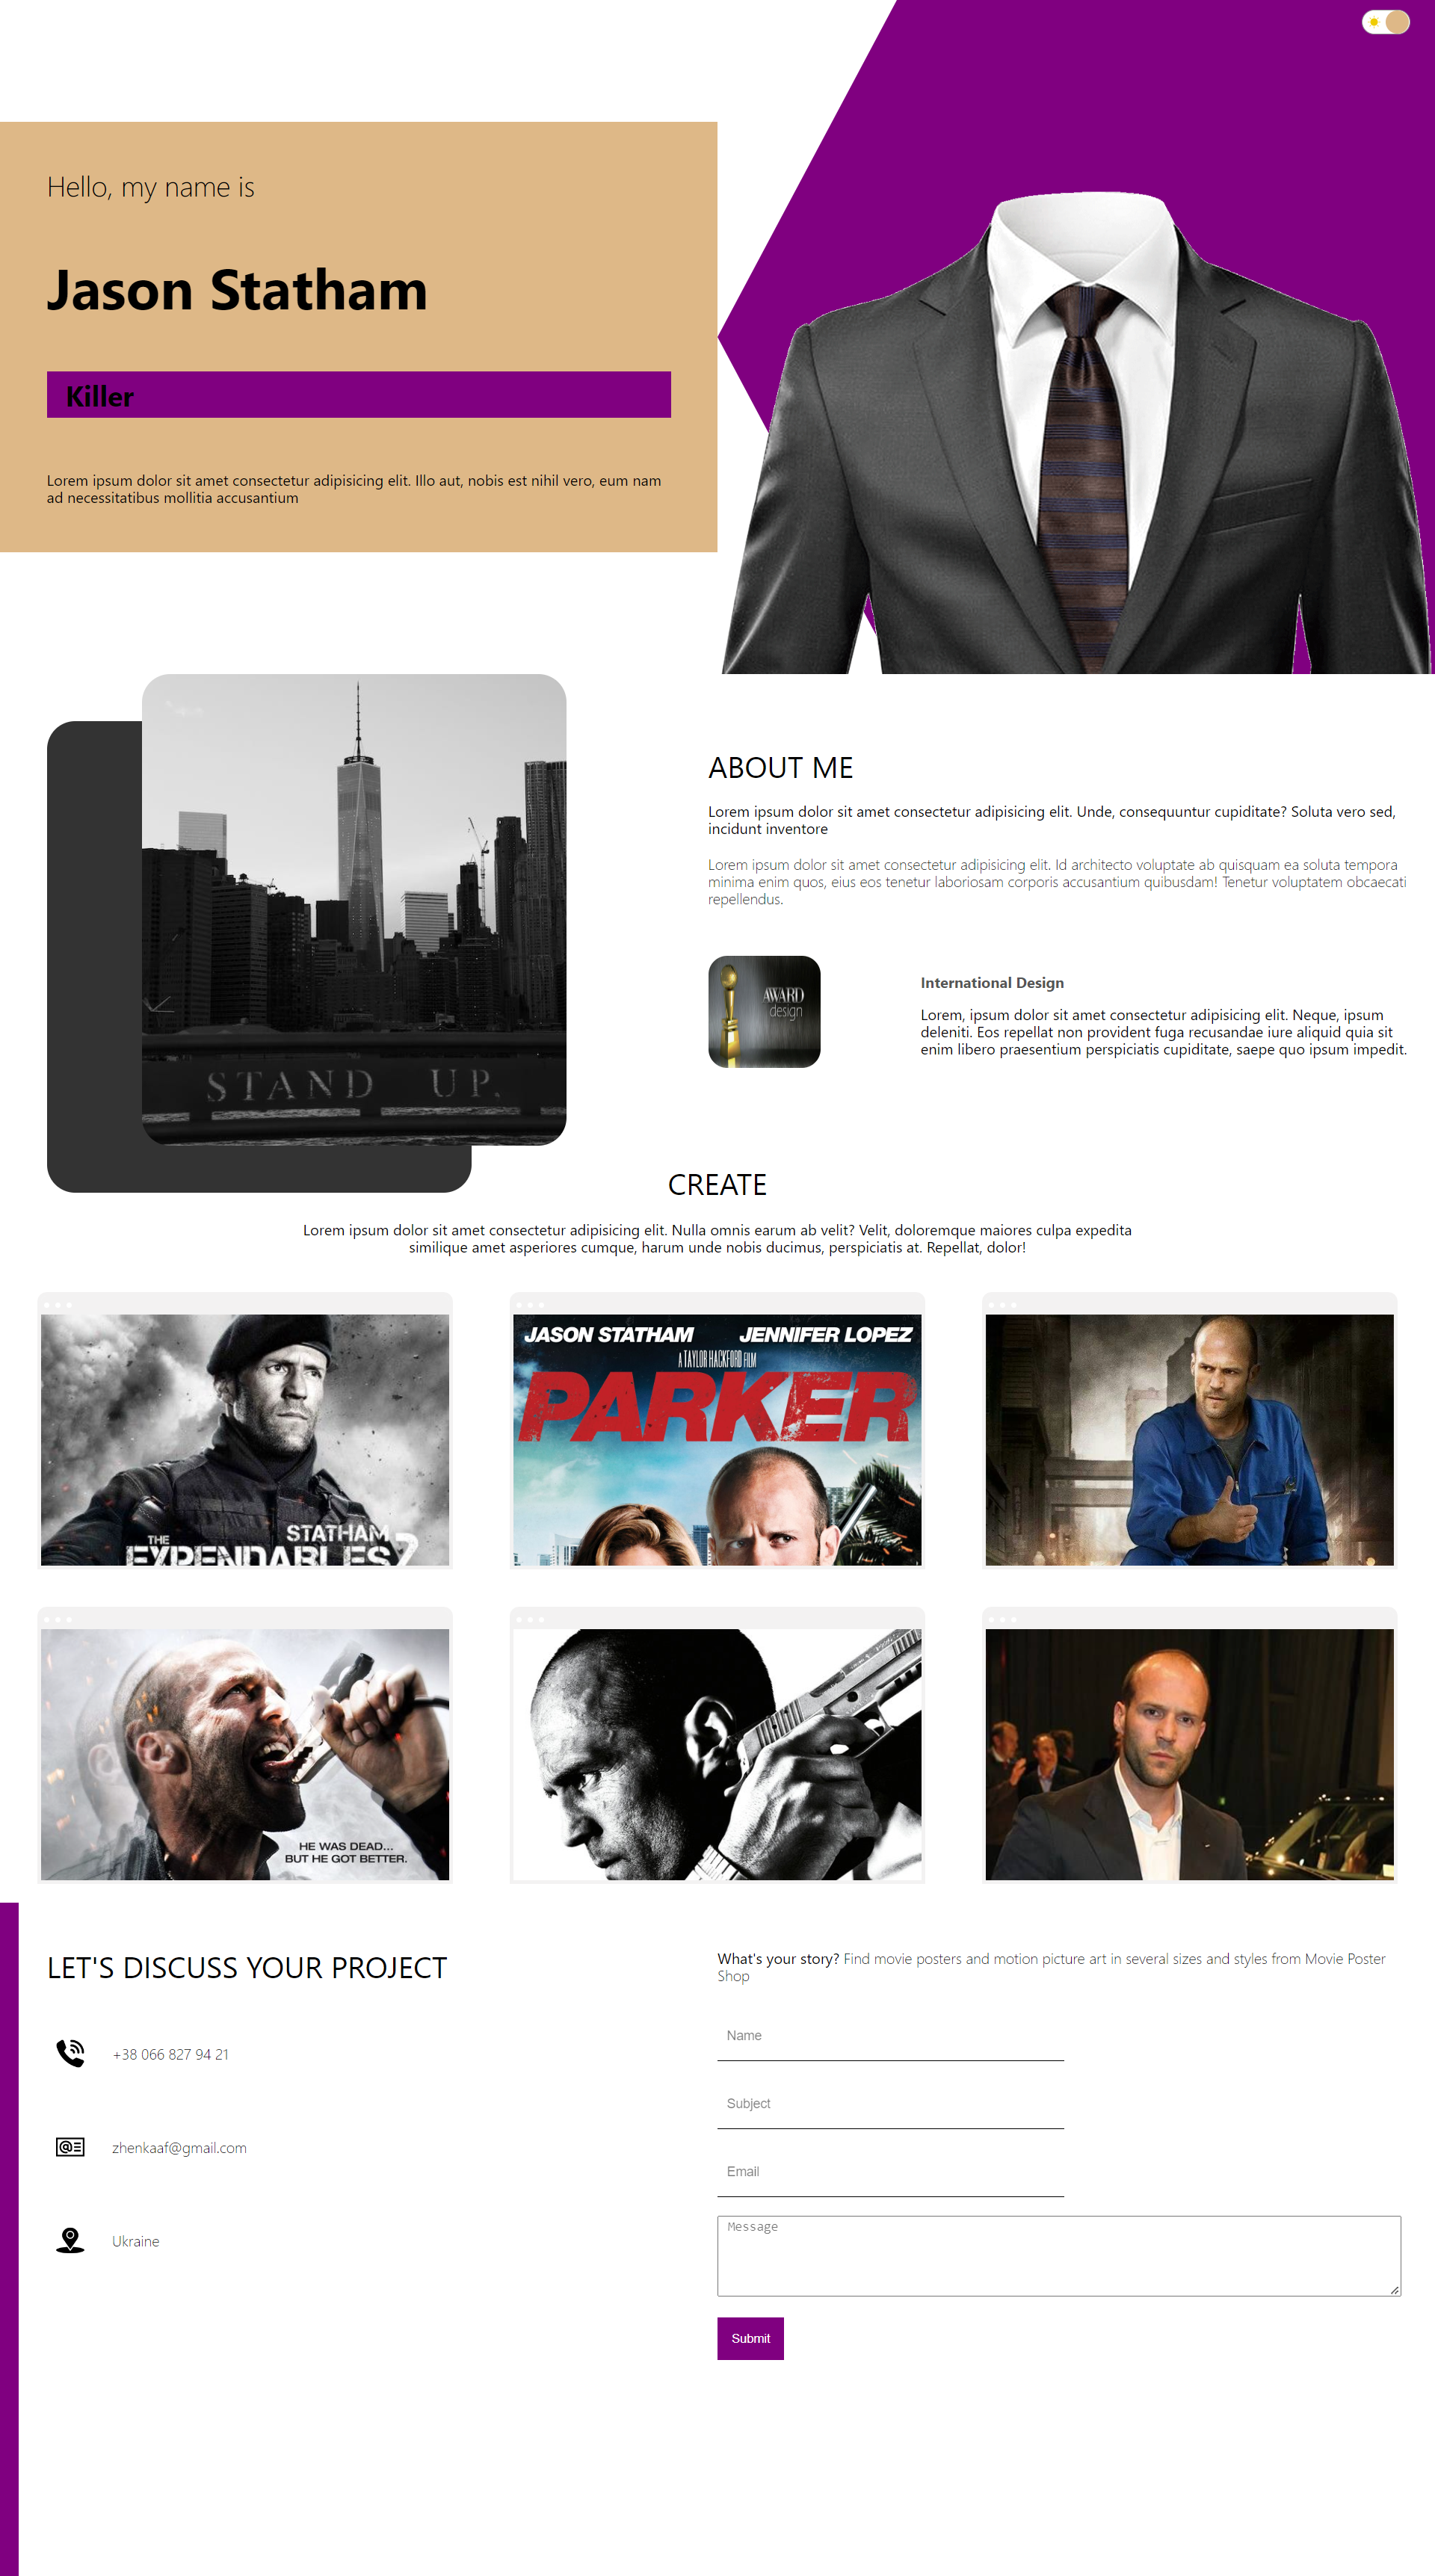 Hello, my name is
Jason Statham
Killer
Lorem ipsum dolor sit amet consectetur adipisicing elit. Illo aut, nobis est nihil vero, eum nam
ad necessitatibus mollitia accusantium
STAND UP.
ABOUT ME
Lorem ipsum dolor sit amet consectetur adipisicing elit. Unde, consequuntur cupiditate? Soluta vero sed,
incidunt inventore
Lorem ipsum dolor sit amet consectetur adipisicing elit. Id architecto voluptate ab quisquam ea soluta tempora
minima enim quos, eius eos tenetur laboriosam corporis accusantium quibusdam! Tenetur voluptatem obcaecati
repellendus.
AWARD
design
International Design
Lorem, ipsum dolor sit amet consectetur adipisicing elit. Neque, ipsum
deleniti. Eos repellat non provident fuga recusandae iure aliquid quia sit
enim libero praesentium perspiciatis cupiditate, saepe quo ipsum impedit.
CREATE
Lorem ipsum dolor sit amet consectetur adipisicing elit. Nulla omnis earum ab velit? Velit, doloremque maiores culpa expedita
similique amet asperiores cumque, harum unde nobis ducimus, perspiciatis at. Repellat, dolor!
STATHAM
THE
EXPENDABLES 2
JASON STATHAM JENNIFER LOPEZ
A TAYLOR HACKFORD FILM
PARKER
HE WAS DEAD...
BUT HE GOT BETTER.
LET'S DISCUSS YOUR PROJECT
+38 066 827 94 21
zhenkaaf@gmail.com
Ukraine
What's your story? Find movie posters and motion picture art in several sizes and styles from Movie Poster
Shop
Name
Subject
Email
Message
Submit